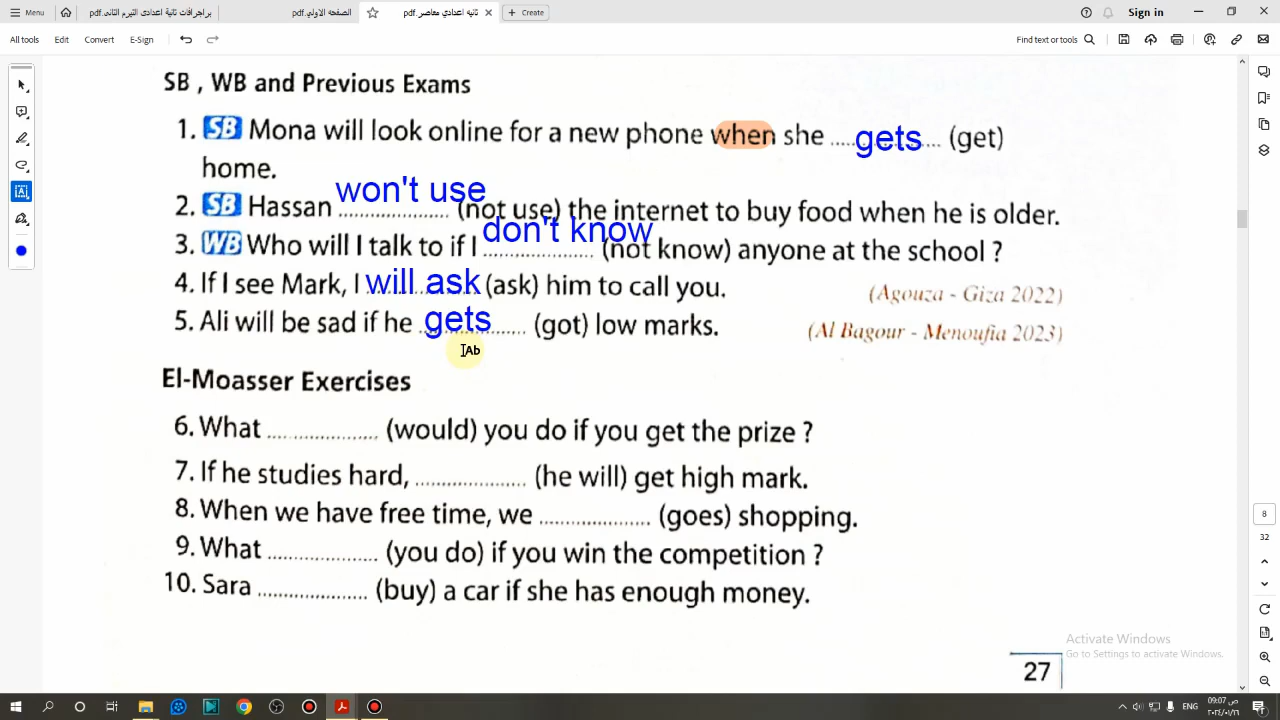 Menu
براجرافات تانية اعدادي التيرم التانى.pdf
الصفحة الاولي.pdf
تانيه اعدادي معاصر.pdf
Create
Sign in
All tools Edit Convert E-Sign
Find text or tools
SB , WB and Previous Exams
1. SB Mona will look online for a new phone when she ..... gets ... (get)
home.
won't use
2. SB Hassan .................... (not use) the internet to buy food when he is older.
don't know
3. WB Who will I talk to if I .................... (not know) anyone at the school ?
4. If I see Mark, I will ask (ask) him to call you. (Agouza - Giza 2022)
5. Ali will be sad if he gets ....... (got) low marks. (Al Bagour - Menoufia 2023)
Ab
El-Moasser Exercises
6. What .................... (would) you do if you get the prize ?
7. If he studies hard, .................... (he will) get high mark.
8. When we have free time, we .................... (goes) shopping.
9. What .................... (you do) if you win the competition ?
10. Sara .................... (buy) a car if she has enough money.
8
32
Activate Windows
Go to Settings to activate Windows.
27
ENG
09:07 ص